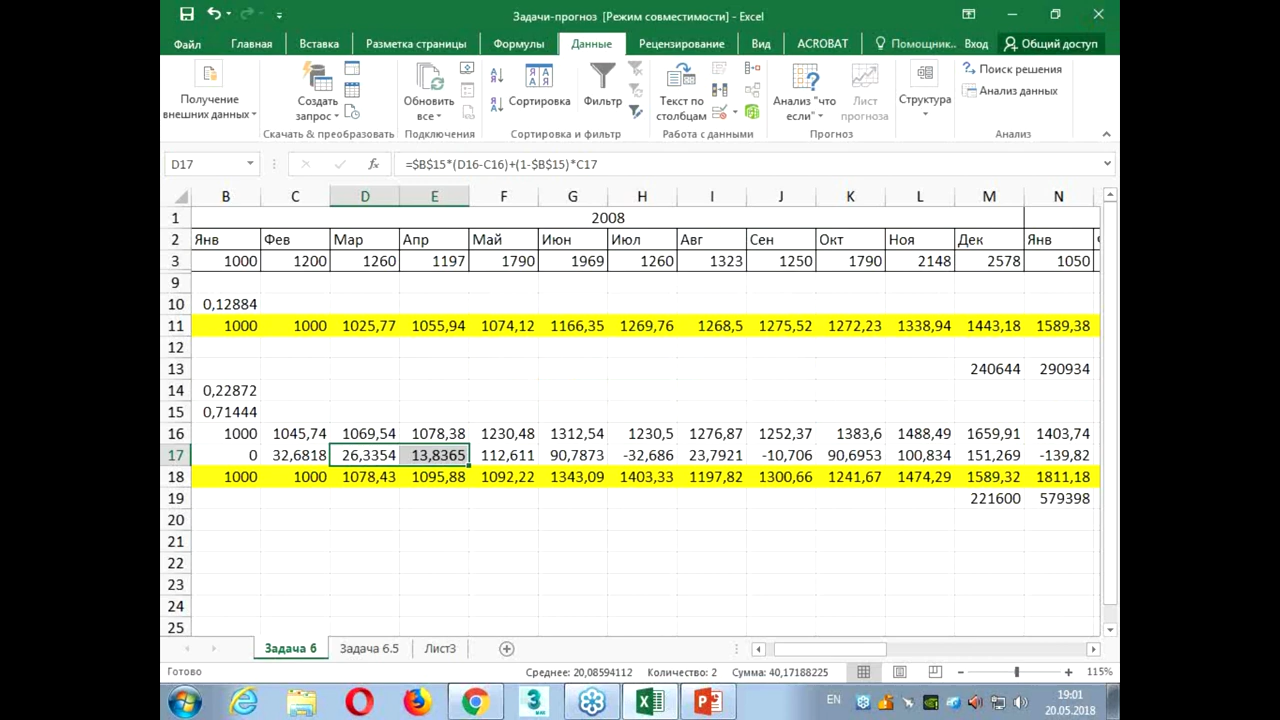 Задачи-прогноз [Режим совместимости] - Excel
Файл Главная Вставка Разметка страницы Формулы Данные Рецензирование Вид ACROBAT Помощник.. Вход Общий доступ
Получение внешних данных
Создать запрос
Скачать & преобразовать
Обновить все
Подключения
Сортировка
Фильтр
Сортировка и фильтр
Текст по столбцам
Работа с данными
Анализ "что если"
Лист прогноза
Прогноз
Структура
Поиск решения
Анализ данных
Анализ
D17 fx =$B$15*(D16-C16)+(1-$B$15)*C17
B C D E F G H I J K L M N
1 2008
2 Янв Фев Мар Апр Май Июн Июл Авг Сен Окт Ноя Дек Янв
3 1000 1200 1260 1197 1790 1969 1260 1323 1250 1790 2148 2578 1050
9
10 0,12884
11 1000 1000 1025,77 1055,94 1074,12 1166,35 1269,76 1268,5 1275,52 1272,23 1338,94 1443,18 1589,38
12
13 240644 290934
14 0,22872
15 0,71444
16 1000 1045,74 1069,54 1078,38 1230,48 1312,54 1230,5 1276,87 1252,37 1383,6 1488,49 1659,91 1403,74
17 0 32,6818 26,3354 13,8365 112,611 90,7873 -32,686 23,7921 -10,706 90,6953 100,834 151,269 -139,82
18 1000 1000 1078,43 1095,88 1092,22 1343,09 1403,33 1197,82 1300,66 1241,67 1474,29 1589,32 1811,18
19 221600 579398
20
21
22
23
24
25
Задача 6 Задача 6.5 Лист3
Готово Среднее: 20,08594112 Количество: 2 Сумма: 40,17188225 115%
EN 19:01
20.05.2018